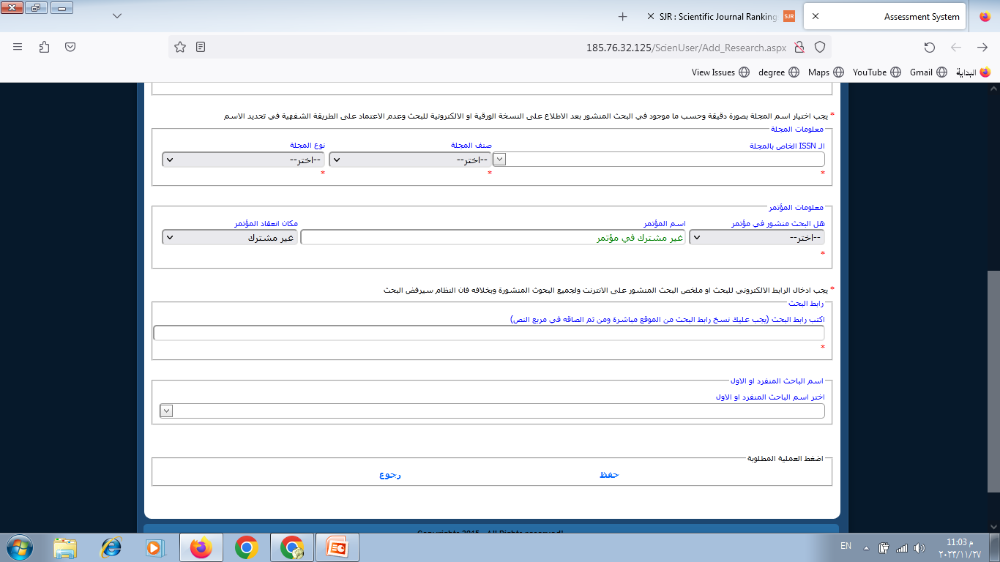 Assessment System
SJR : Scientific Journal Ranking
185.76.32.125/ScienUser/Add_Research.aspx
البداية Gmail YouTube Maps degree View Issues
* يجب اختيار اسم المجلة بصورة دقيقة وحسب ما موجود في البحث المنشور بعد الاطلاع على النسخة الورقية او الالكترونية للبحث وعدم الاعتماد على الطريقة الشفهية في تحديد الاسم
معلومات المجلة
الـ ISSN الخاص بالمجلة صنف المجلة نوع المجلة
--اختر-- --اختر--
* * *
معلومات المؤتمر
هل البحث منشور في مؤتمر اسم المؤتمر مكان انعقاد المؤتمر
--اختر-- غير مشترك في مؤتمر غير مشترك
*
* يجب ادخال الرابط الالكتروني للبحث او ملخص البحث المنشور على الانترنت ولجميع البحوث المنشورة وبخلافه فان النظام سيرفض البحث
رابط البحث
اكتب رابط البحث (يجب عليك نسخ رابط البحث من الموقع مباشرة ومن ثم الصاقه في مربع النص)
*
اسم الباحث المنفرد او الاول
اختر اسم الباحث المنفرد او الاول
اضغط العملية المطلوبة
حفظ رجوع
Copyrights 2015 - All Rights reserved!
EN
11:03 م
٢٠٢٣/١١/٢٧